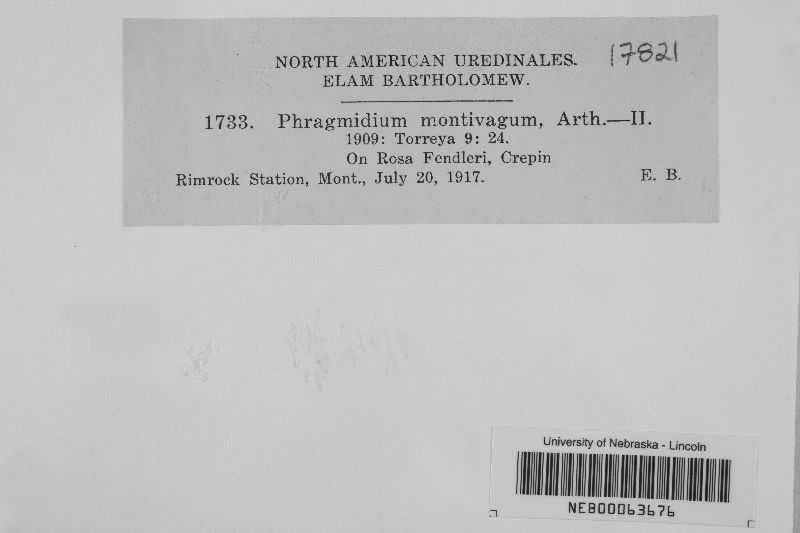 NORTH AMERICAN UREDINALES. 17821
ELAM BARTHOLOMEW.
1733. Phragmidium montivagum, Arth.—II.
1909: Torreya 9: 24.
On Rosa Fendleri, Crepin
Rimrock Station, Mont., July 20, 1917. E. B.
University of Nebraska - Lincoln
NEB00063676